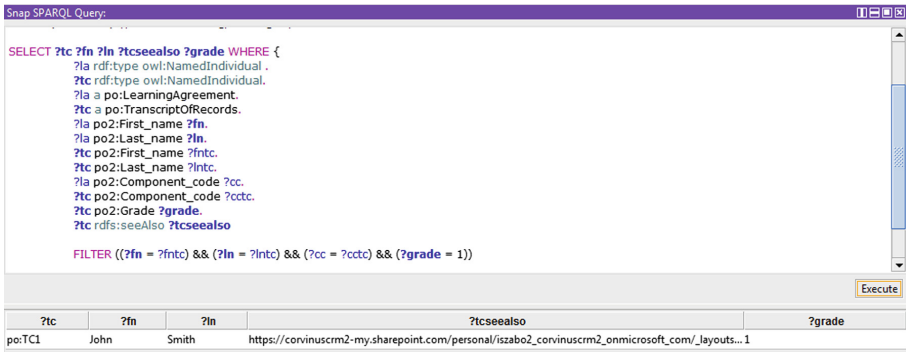 Snap SPARQL Query:
SELECT ?tc ?fn ?ln ?tcseealso ?grade WHERE {
?la rdf:type owl:NamedIndividual .
?tc rdf:type owl:NamedIndividual.
?la a po:LearningAgreement.
?tc a po:TranscriptOfRecords.
?la po2:First_name ?fn.
?la po2:Last_name ?ln.
?tc po2:First_name ?fntc.
?tc po2:Last_name ?lntc.
?la po2:Component_code ?cc.
?tc po2:Component_code ?cctc.
?tc po2:Grade ?grade.
?tc rdfs:seeAlso ?tcseealso
FILTER ((?fn = ?fntc) && (?ln = ?lntc) && (?cc = ?cctc) && (?grade = 1))
Execute
?tc ?fn ?ln ?tcseealso ?grade
po:TC1 John Smith https://corvinuscrm2-my.sharepoint.com/personal/iszabo2_corvinuscrm2_onmicrosoft_com/_layouts... 1